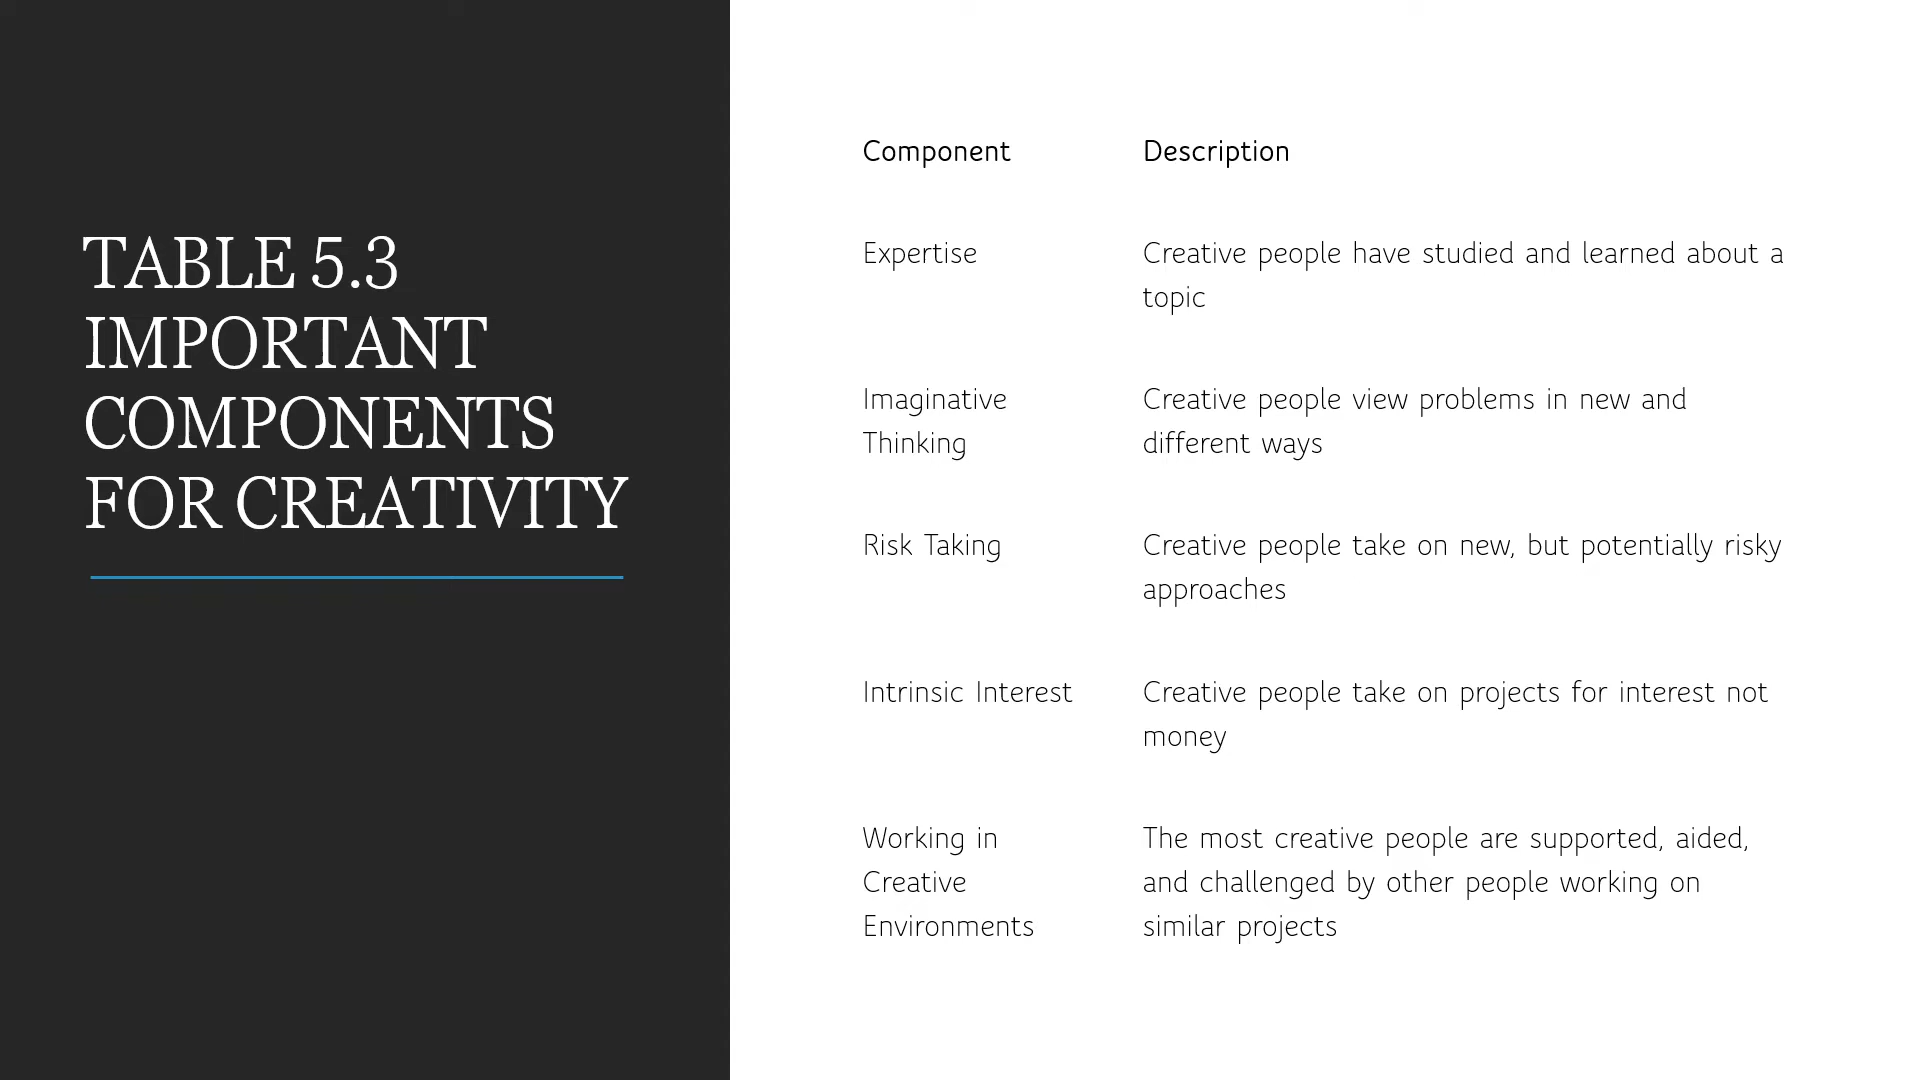 TABLE 5.3
IMPORTANT
COMPONENTS
FOR CREATIVITY
Component Description
Expertise Creative people have studied and learned about a
topic
Imaginative Creative people view problems in new and
Thinking different ways
Risk Taking Creative people take on new, but potentially risky
approaches
Intrinsic Interest Creative people take on projects for interest not
money
Working in The most creative people are supported, aided,
Creative and challenged by other people working on
Environments similar projects